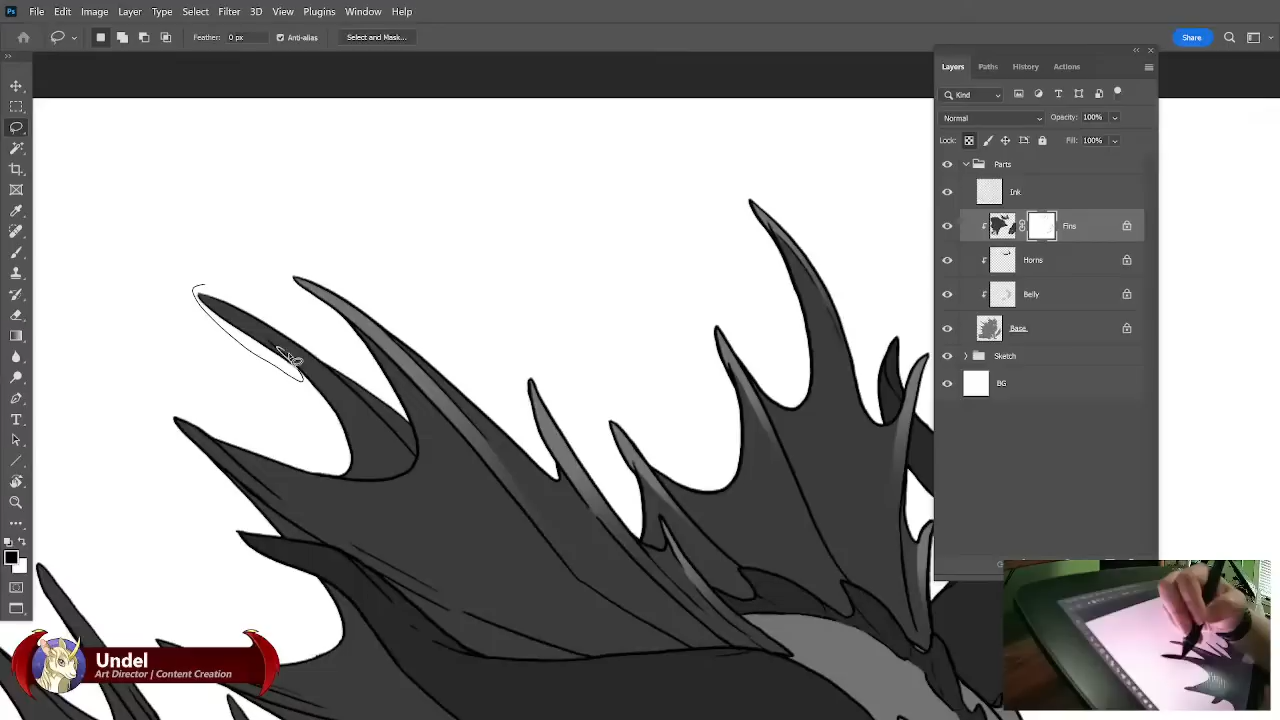 Ps File Edit Image Layer Type Select Filter 3D View Plugins Window Help
Feather: 0 px Anti-alias Select and Mask... Share
Layers Paths History Actions
Kind
Normal Opacity: 100%
Lock: Fill: 100%
Parts
Ink
Fins
Horns
Belly
Base
Sketch
BG
Undel
Art Director | Content Creation